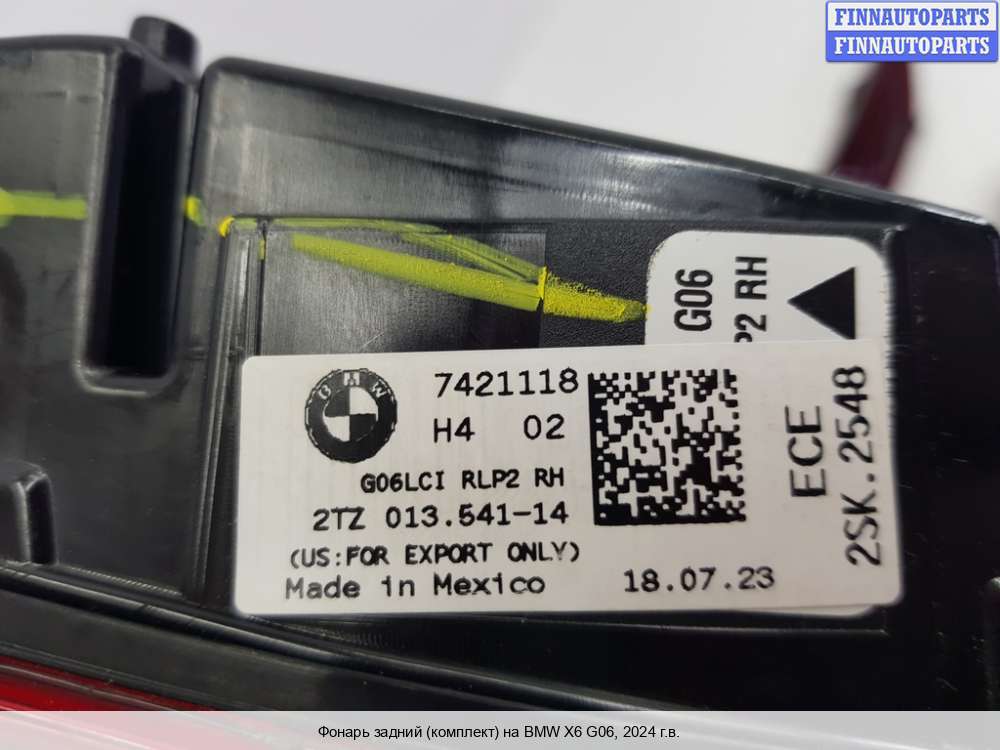 FINNAUTOPARTS
FINNAUTOPARTS
G06
P2 RH
BMW
7421118
H4 02
G06LCI RLP2 RH
2TZ 013.541-14
(US:FOR EXPORT ONLY)
Made in Mexico
18.07.23
ECE
2SK.2548
Фонарь задний (комплект) на BMW X6 G06, 2024 г.в.